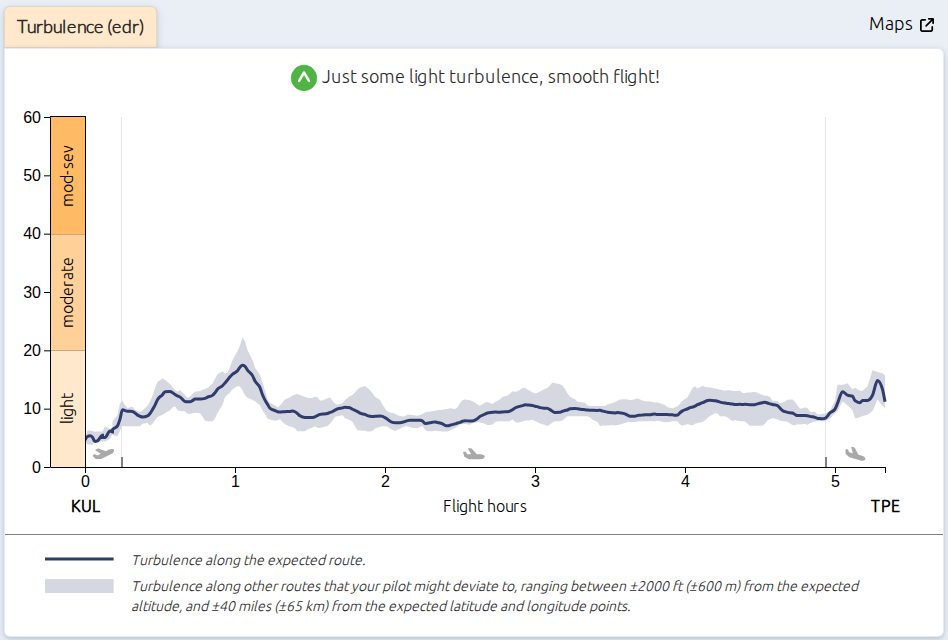 Turbulence (edr)
Maps
Just some light turbulence, smooth flight!
60
50
40
30
20
10
0
mod-sev
moderate
light
0 1 2 3 4 5
KUL Flight hours TPE
Turbulence along the expected route.
Turbulence along other routes that your pilot might deviate to, ranging between ±2000 ft (±600 m) from the expected
altitude, and ±40 miles (±65 km) from the expected latitude and longitude points.